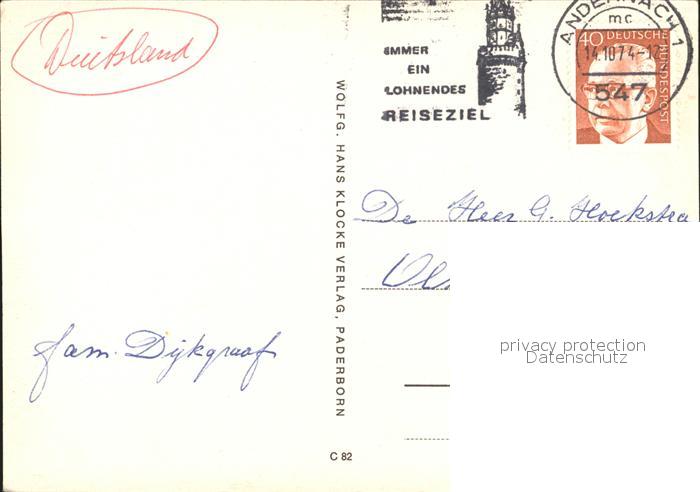 Duitsland
IMMER
EIN
LOHNENDES
REISEZIEL
ANDERNACH 1
mc
14.10.74-12
547
40 DEUTSCHE
BUNDESPOST
WOLFG. HANS KLOCKE VERLAG, PADERBORN
De Heer G. Hoekstra
fam. Dijkgraaf
privacy protection
Datenschutz
C 82